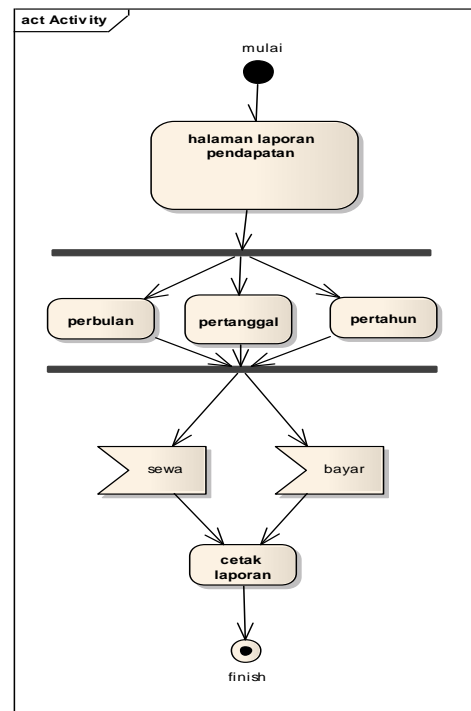 act Activity
mulai
halaman laporan
pendapatan
perbulan
pertanggal
pertahun
sewa
bayar
cetak
laporan
finish